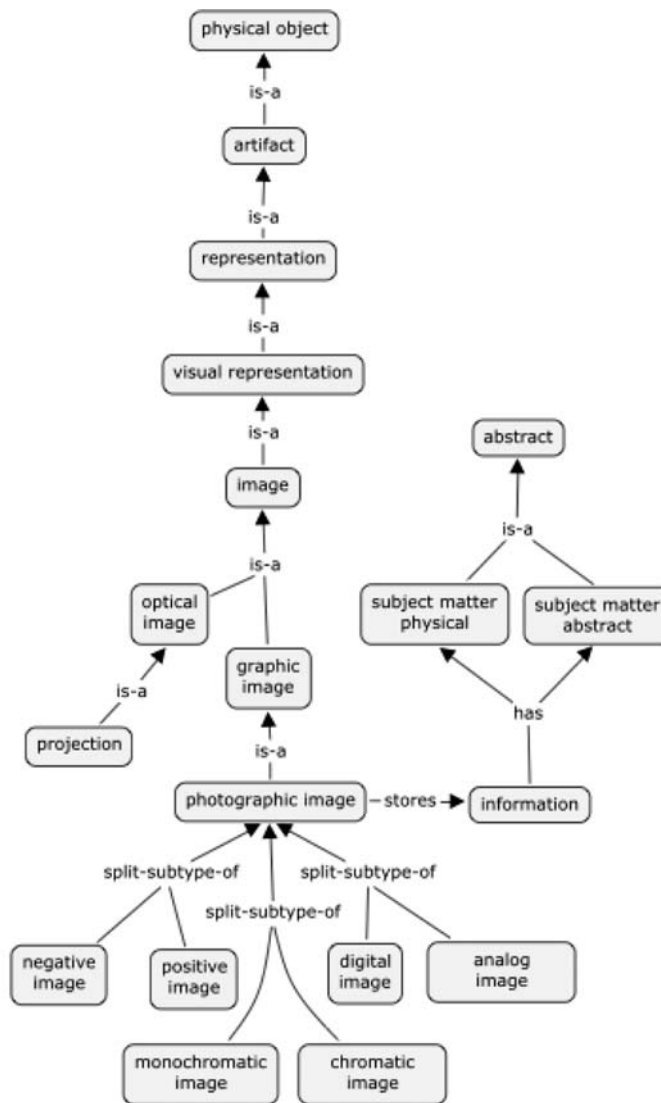 physical object
is-a
artifact
is-a
representation
is-a
visual representation
is-a
image
is-a
optical
image
graphic
image
is-a
projection
is-a
photographic image
stores
information
has
subject matter
physical
subject matter
abstract
is-a
abstract
split-subtype-of
split-subtype-of
split-subtype-of
negative
image
positive
image
digital
image
analog
image
monochromatic
image
chromatic
image